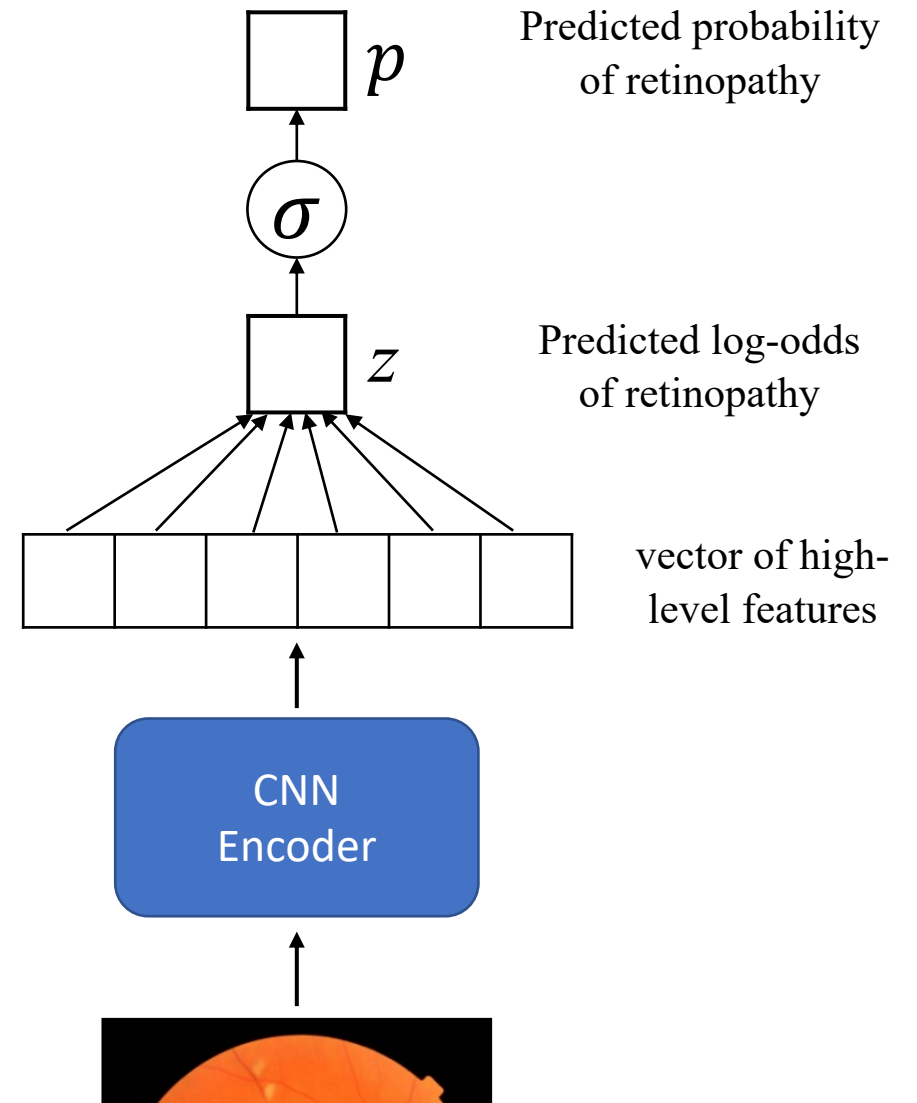 p
Predicted probability
of retinopathy
σ
z
Predicted log-odds
of retinopathy
vector of high-
level features
CNN
Encoder